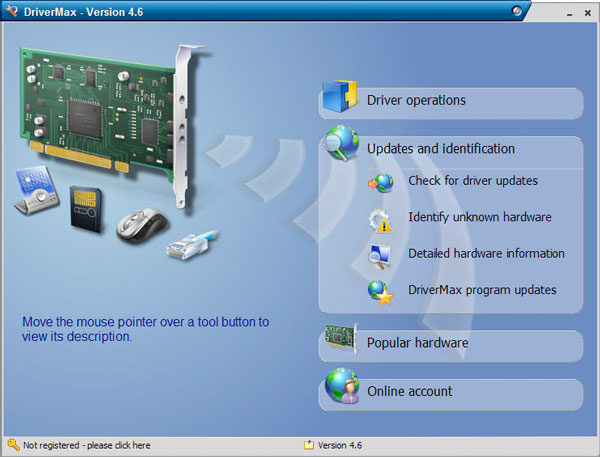 DriverMax - Version 4.6
Driver operations
Updates and identification
Check for driver updates
Identify unknown hardware
Detailed hardware information
DriverMax program updates
Move the mouse pointer over a tool button to
view its description.
Popular hardware
Online account
Not registered - please click here
Version 4.6